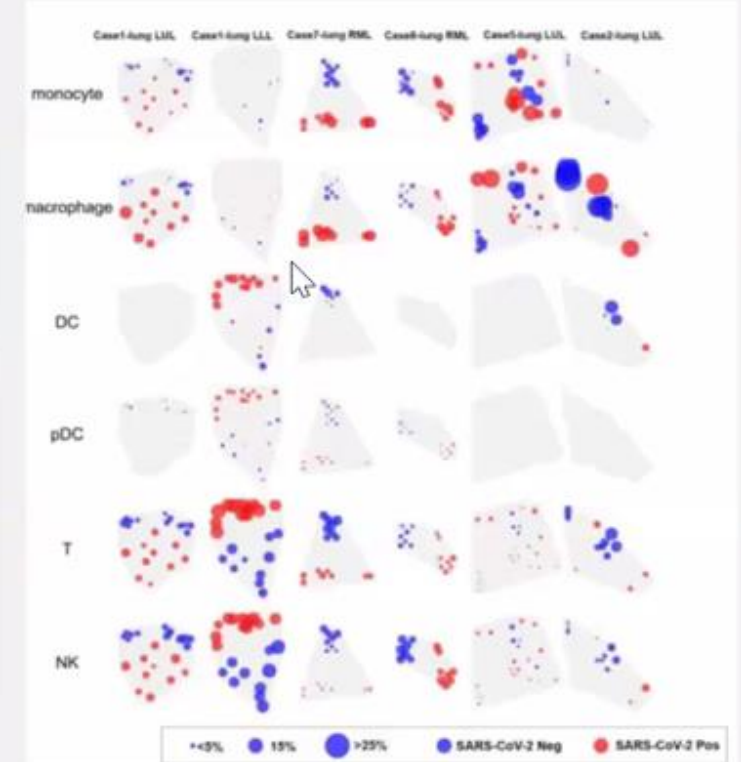 Case1-lung LUL Case1-lung LLL Case7-lung RML Case8-lung RML Case5-lung LUL Case2-lung LUL
monocyte
nacrophage
DC
pDC
T
NK
<5% 15% >25% SARS-CoV-2 Neg SARS-CoV-2 Pos